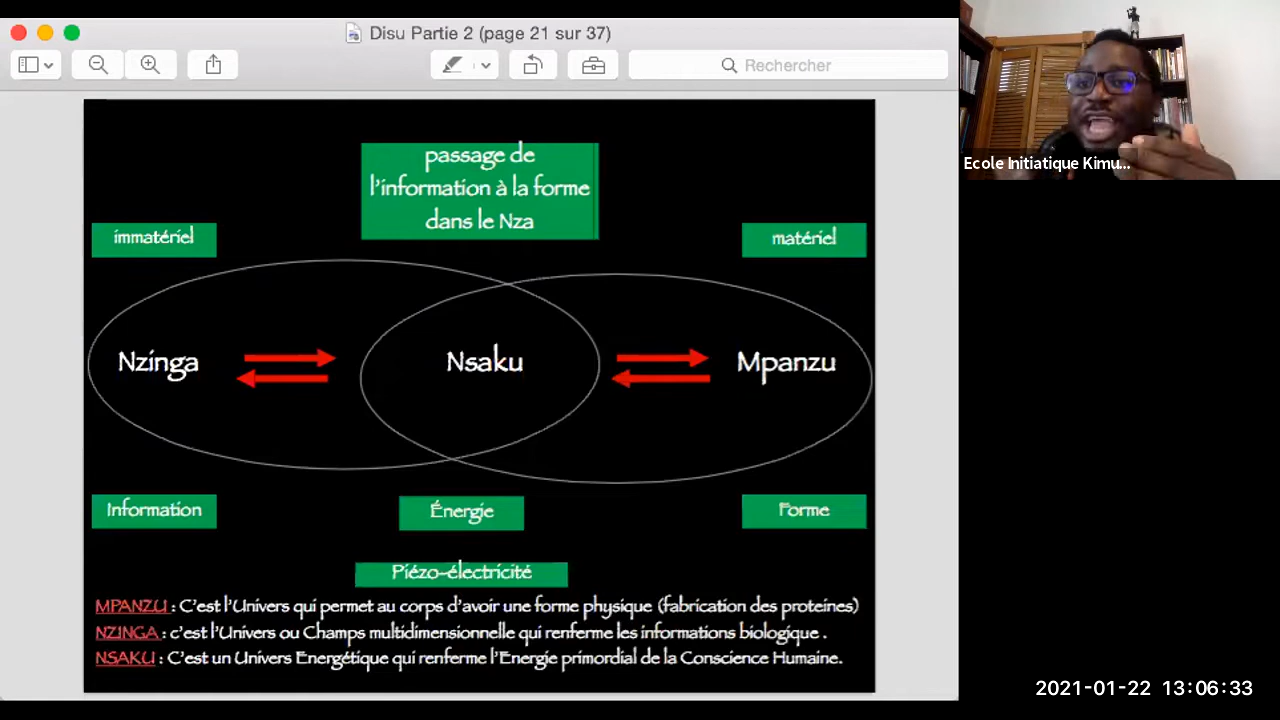 Disu Partie 2 (page 21 sur 37)
Rechercher
Ecole Initiatique Kimu...
passage de
l'information à la forme
dans le Nza
immatériel
matériel
Nzinga
Nsaku
Mpanzu
Information
Énergie
Forme
Piézo-électricité
MPANZU : C'est l'Univers qui permet au corps d'avoir une forme physique (fabrication des proteines)
NZINGA : c'est l'Univers ou Champs multidimensionnelle qui renferme les informations biologique .
NSAKU : C'est un Univers Energétique qui renferme l'Energie primordial de la Conscience Humaine.
2021-01-22 13:06:33